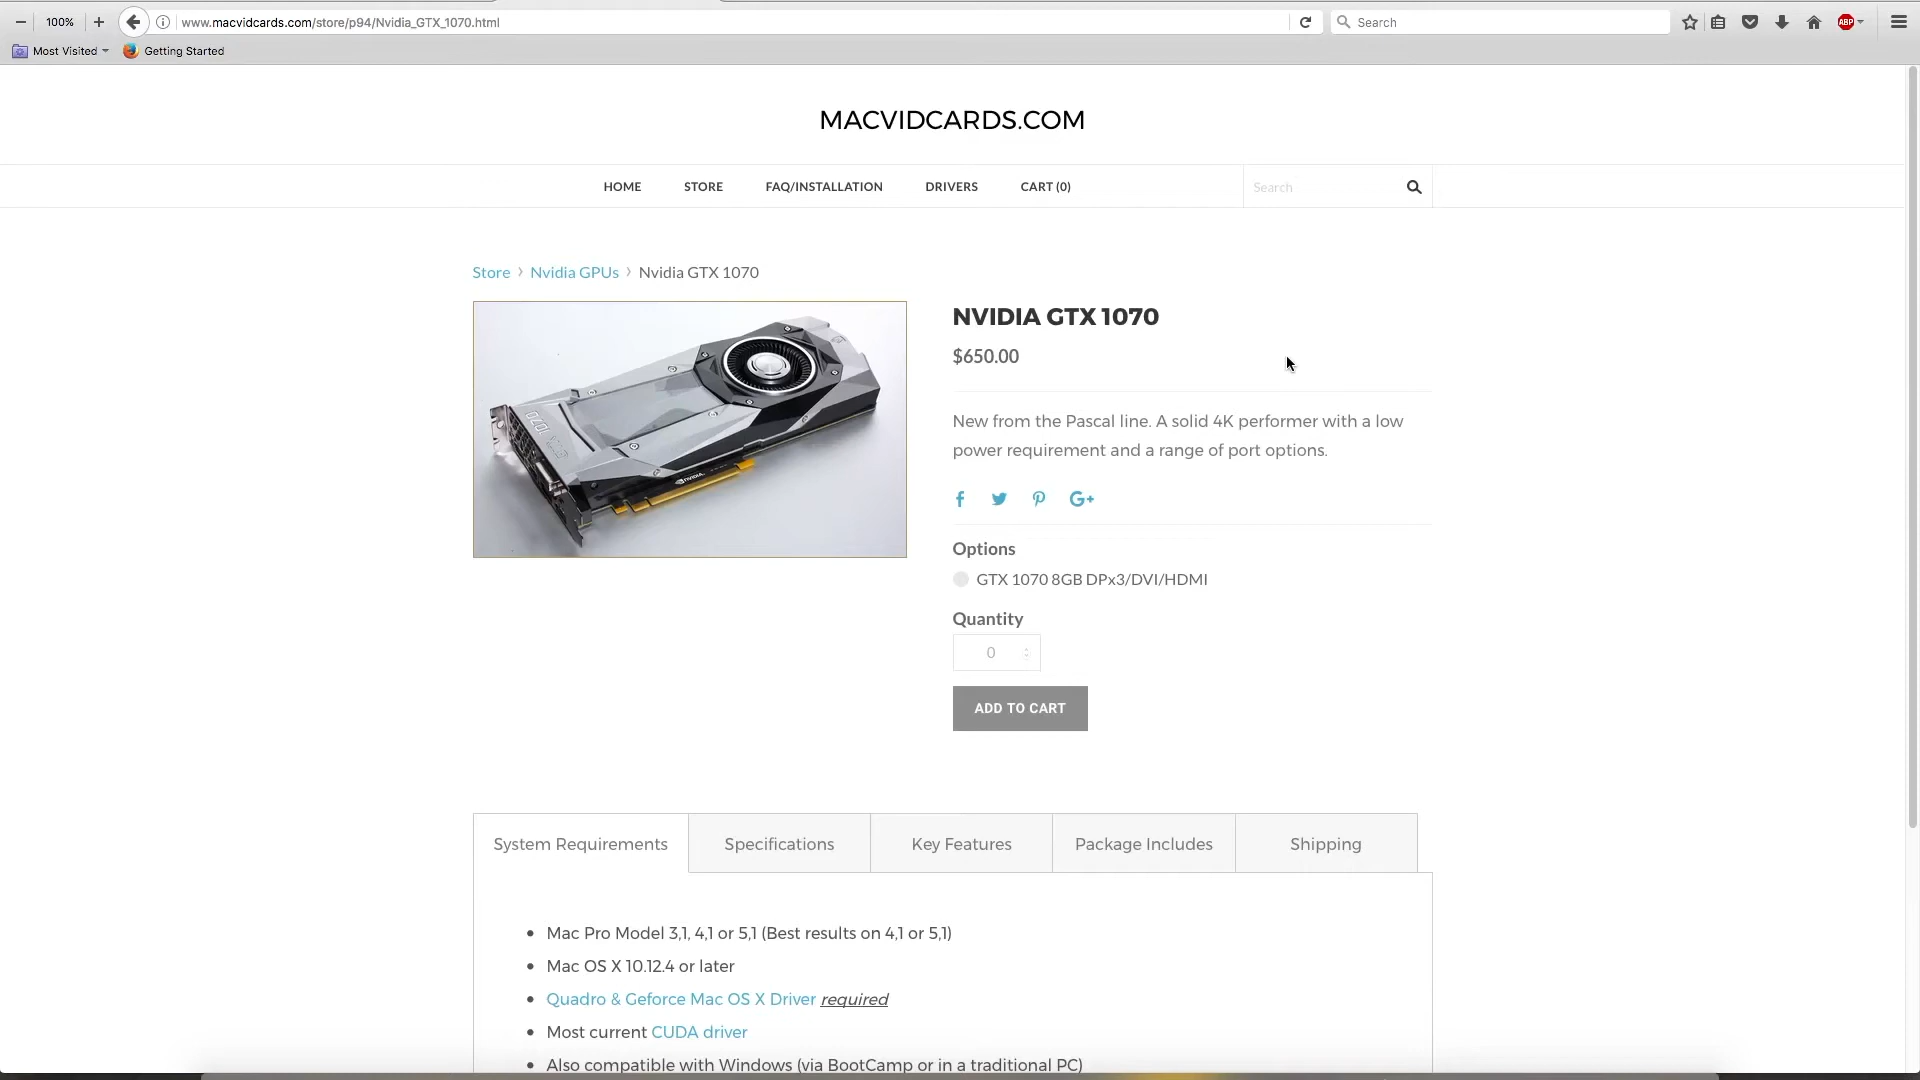 100%
www.macvidcards.com/store/p94/Nvidia_GTX_1070.html
Search
ABP
Most Visited
Getting Started
MACVIDCARDS.COM
HOME
STORE
FAQ/INSTALLATION
DRIVERS
CART (0)
Search
Store › Nvidia GPUs › Nvidia GTX 1070
NVIDIA GTX 1070
$650.00
New from the Pascal line. A solid 4K performer with a low
power requirement and a range of port options.
G+
Options
GTX 1070 8GB DPx3/DVI/HDMI
Quantity
0
ADD TO CART
System Requirements
Specifications
Key Features
Package Includes
Shipping
Mac Pro Model 3,1, 4,1 or 5,1 (Best results on 4,1 or 5,1)
Mac OS X 10.12.4 or later
Quadro & Geforce Mac OS X Driver required
Most current CUDA driver
Also compatible with Windows (via BootCamp or in a traditional PC)